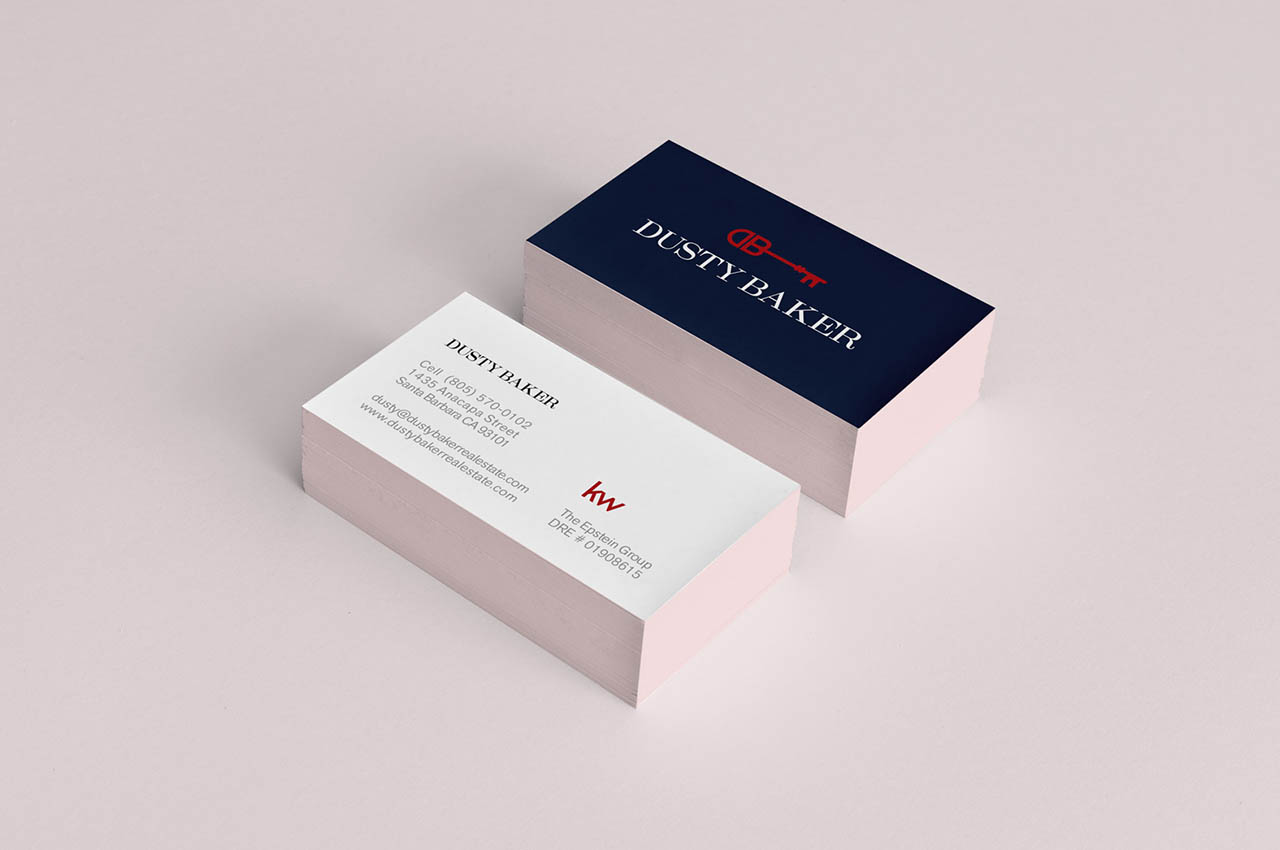 DUSTY BAKER
Cell (805) 570-0102
1435 Anacapa Street
Santa Barbara CA 93101
dusty@dustybakerrealestate.com
www.dustybakerrealestate.com
kw
The Epstein Group
DRE # 01908615
DB
DUSTY BAKER